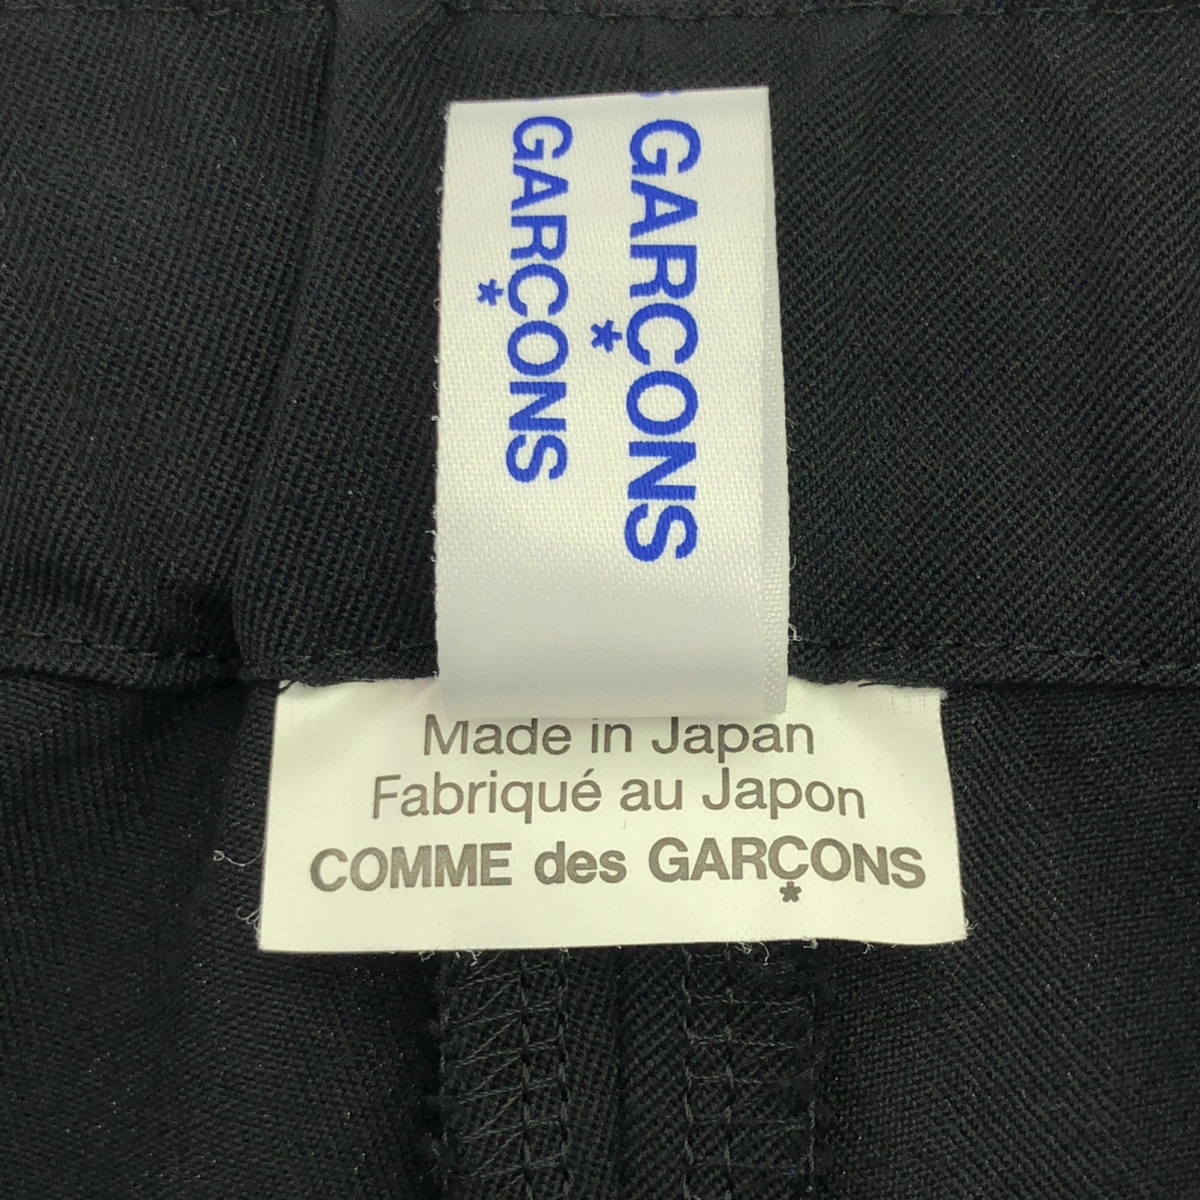 GARÇONS
GARÇONS
Made in Japan
Fabriqué au Japon
COMME des GARÇONS